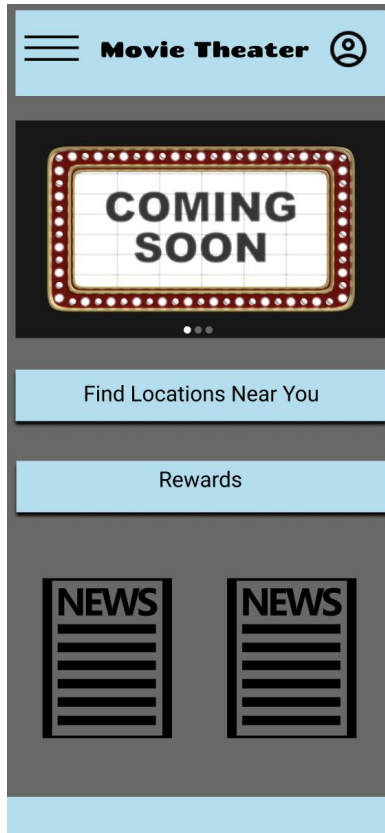 Movie Theater
COMING
SOON
Find Locations Near You
Rewards
NEWS
NEWS